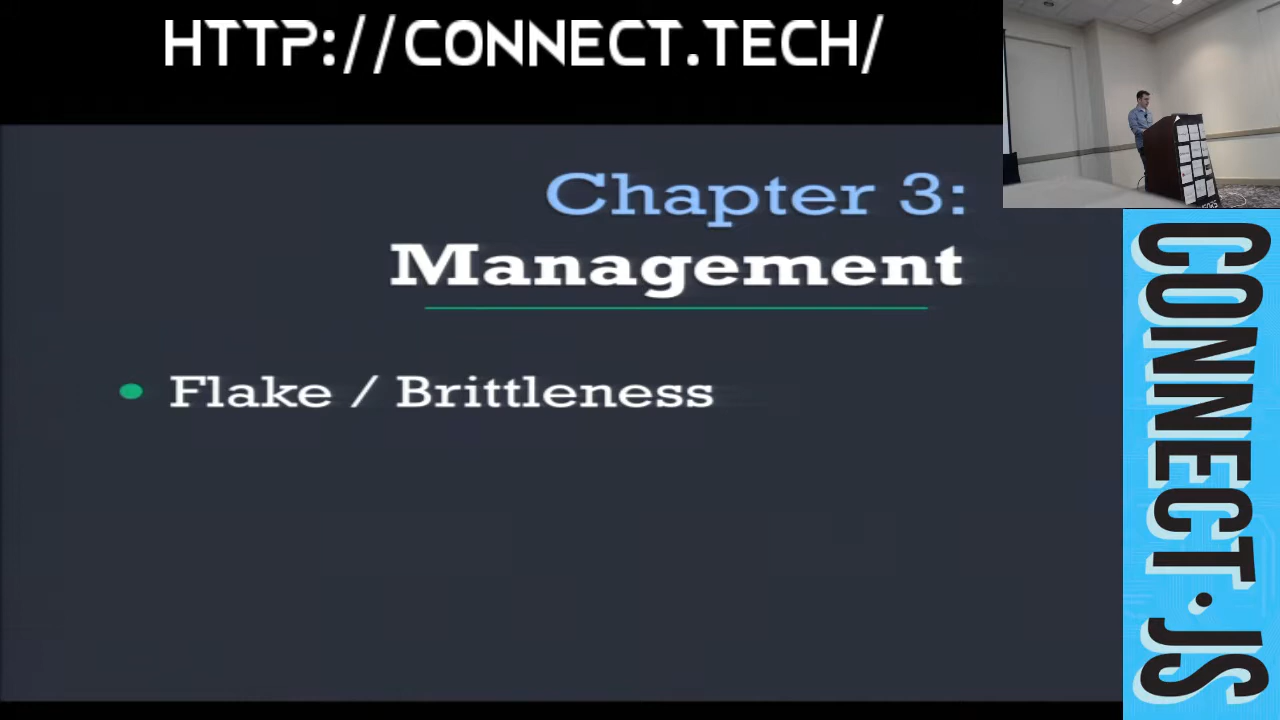 HTTP://CONNECT.TECH/
Chapter 3:
Management
Flake / Brittleness
CONNECT.JS